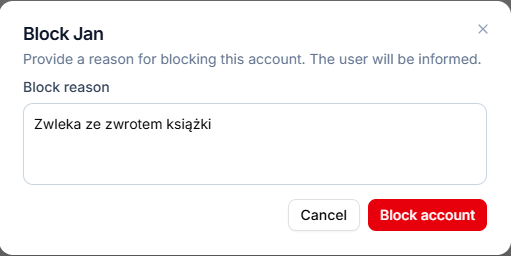 Block Jan
Provide a reason for blocking this account. The user will be informed.
Block reason
Zwleka ze zwrotem książki
Cancel
Block account